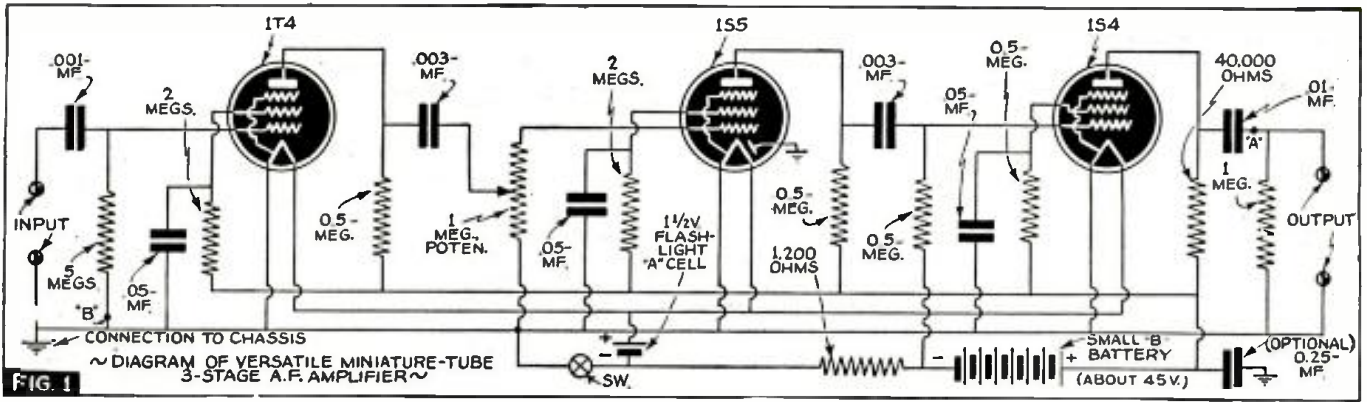 1T4
1S5
1S4
.001-
MF.
2
MEGS.
.003-
MF.
2
MEGS.
.003-
MF.
.05-
MF.
0.5-
MEG.
40,000
OHMS
.01-
MF.
"A"
1
MEG.
INPUT
5
MEGS
"B"
.05-
MF.
0.5-
MEG.
1
MEG.,
POTEN.
.05-
MF.
1 1/2 V.
FLASH-
LIGHT
"A" CELL
0.5-
MEG.
1,200
OHMS
0.5-
MEG.
OUTPUT
CONNECTION TO CHASSIS
~ DIAGRAM OF VERSATILE MINIATURE-TUBE
3-STAGE A.F. AMPLIFIER ~
+
-
SW.
-
SMALL "B"
BATTERY
+
(ABOUT 45V.)
(OPTIONAL)
0.25-
MF.
FIG. 1